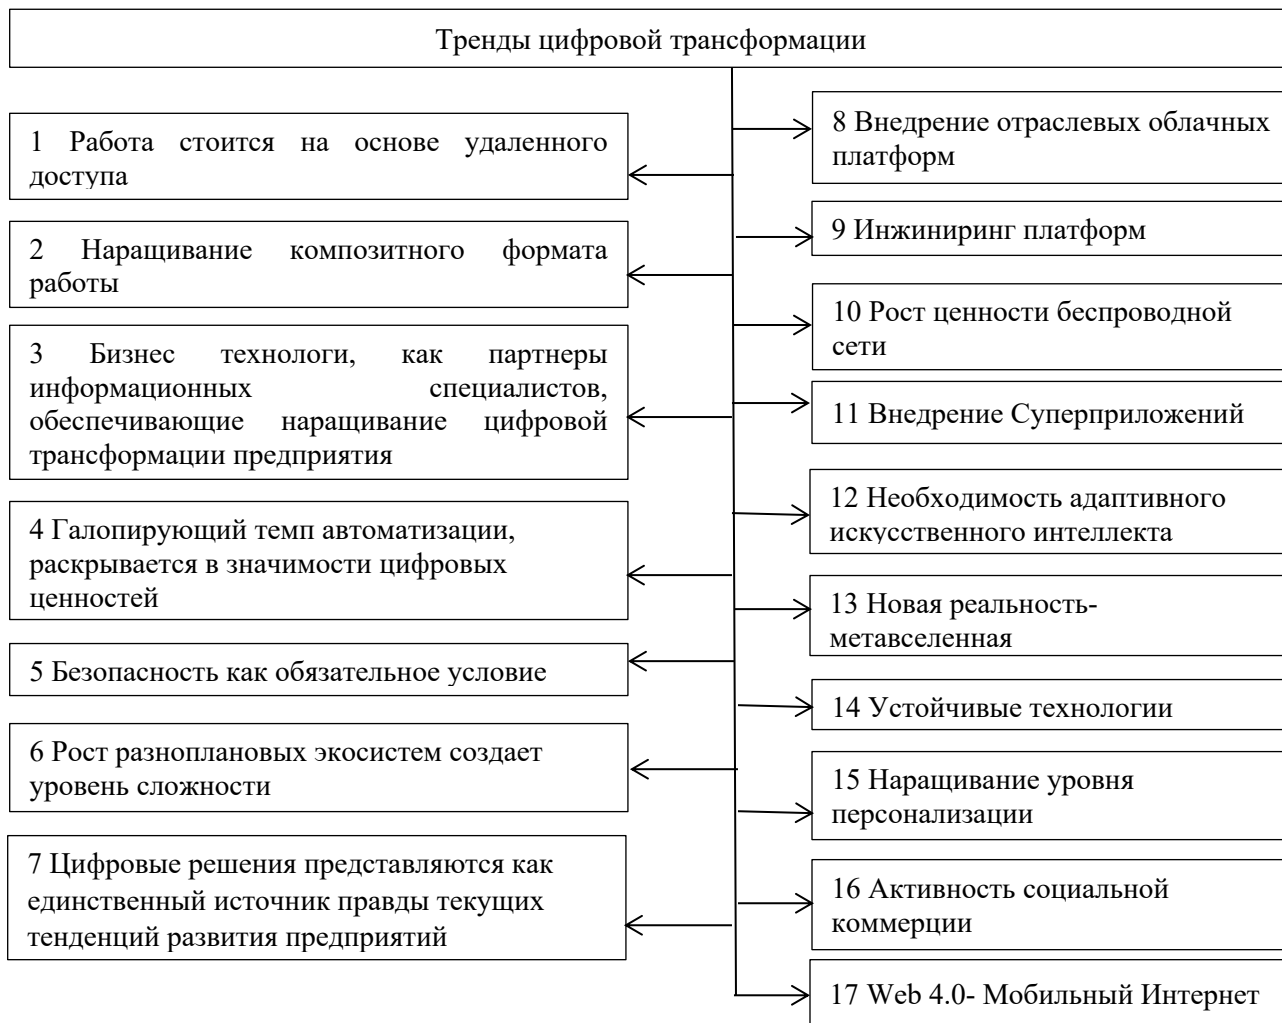 Тренды цифровой трансформации
1 Работа стоится на основе удаленного
доступа
2 Наращивание композитного формата
работы
3 Бизнес технологи, как партнеры
информационных специалистов,
обеспечивающие наращивание цифровой
трансформации предприятия
4 Галопирующий темп автоматизации,
раскрывается в значимости цифровых
ценностей
5 Безопасность как обязательное условие
6 Рост разноплановых экосистем создает
уровень сложности
7 Цифровые решения представляются как
единственный источник правды текущих
тенденций развития предприятий
8 Внедрение отраслевых облачных
платформ
9 Инжиниринг платформ
10 Рост ценности беспроводной
сети
11 Внедрение Суперприложений
12 Необходимость адаптивного
искусственного интеллекта
13 Новая реальность-
метавселенная
14 Устойчивые технологии
15 Наращивание уровня
персонализации
16 Активность социальной
коммерции
17 Web 4.0- Мобильный Интернет